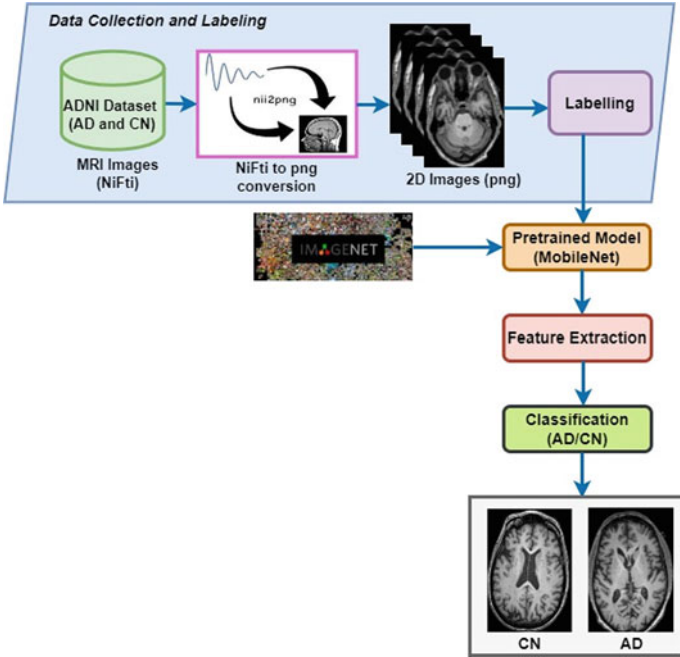 Data Collection and Labeling
ADNI Dataset
(AD and CN)
MRI Images
(NiFti)
nii2png
NiFti to png
conversion
2D Images (png)
Labelling
IMAGENET
Pretrained Model
(MobileNet)
Feature Extraction
Classification
(AD/CN)
CN
AD